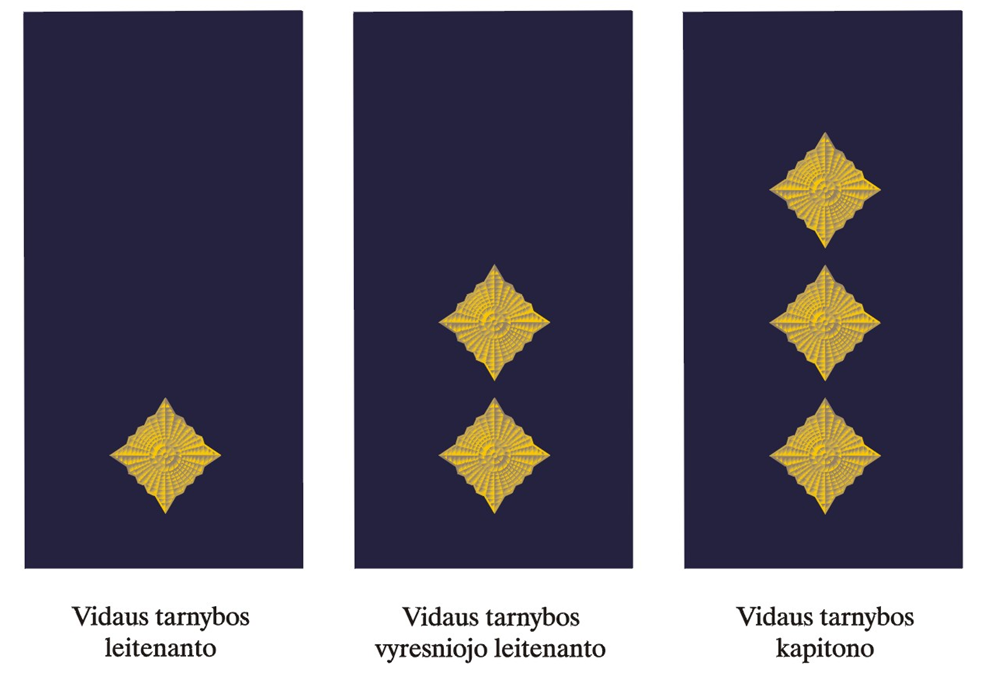 Vidaus tarnybos
leitenanto
Vidaus tarnybos
vyresniojo leitenanto
Vidaus tarnybos
kapitono